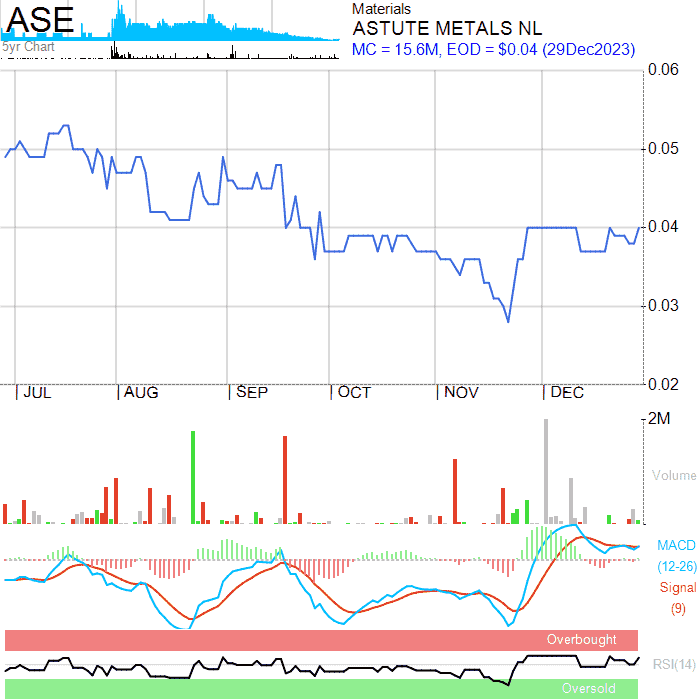 ASE
5yr Chart
Materials
ASTUTE METALS NL
MC = 15.6M, EOD = $0.04 (29Dec2023)
0.06
0.05
0.04
0.03
0.02
JUL AUG SEP OCT NOV DEC
2M
Volume
MACD
(12-26)
Signal
(9)
Overbought
RSI(14)
Oversold